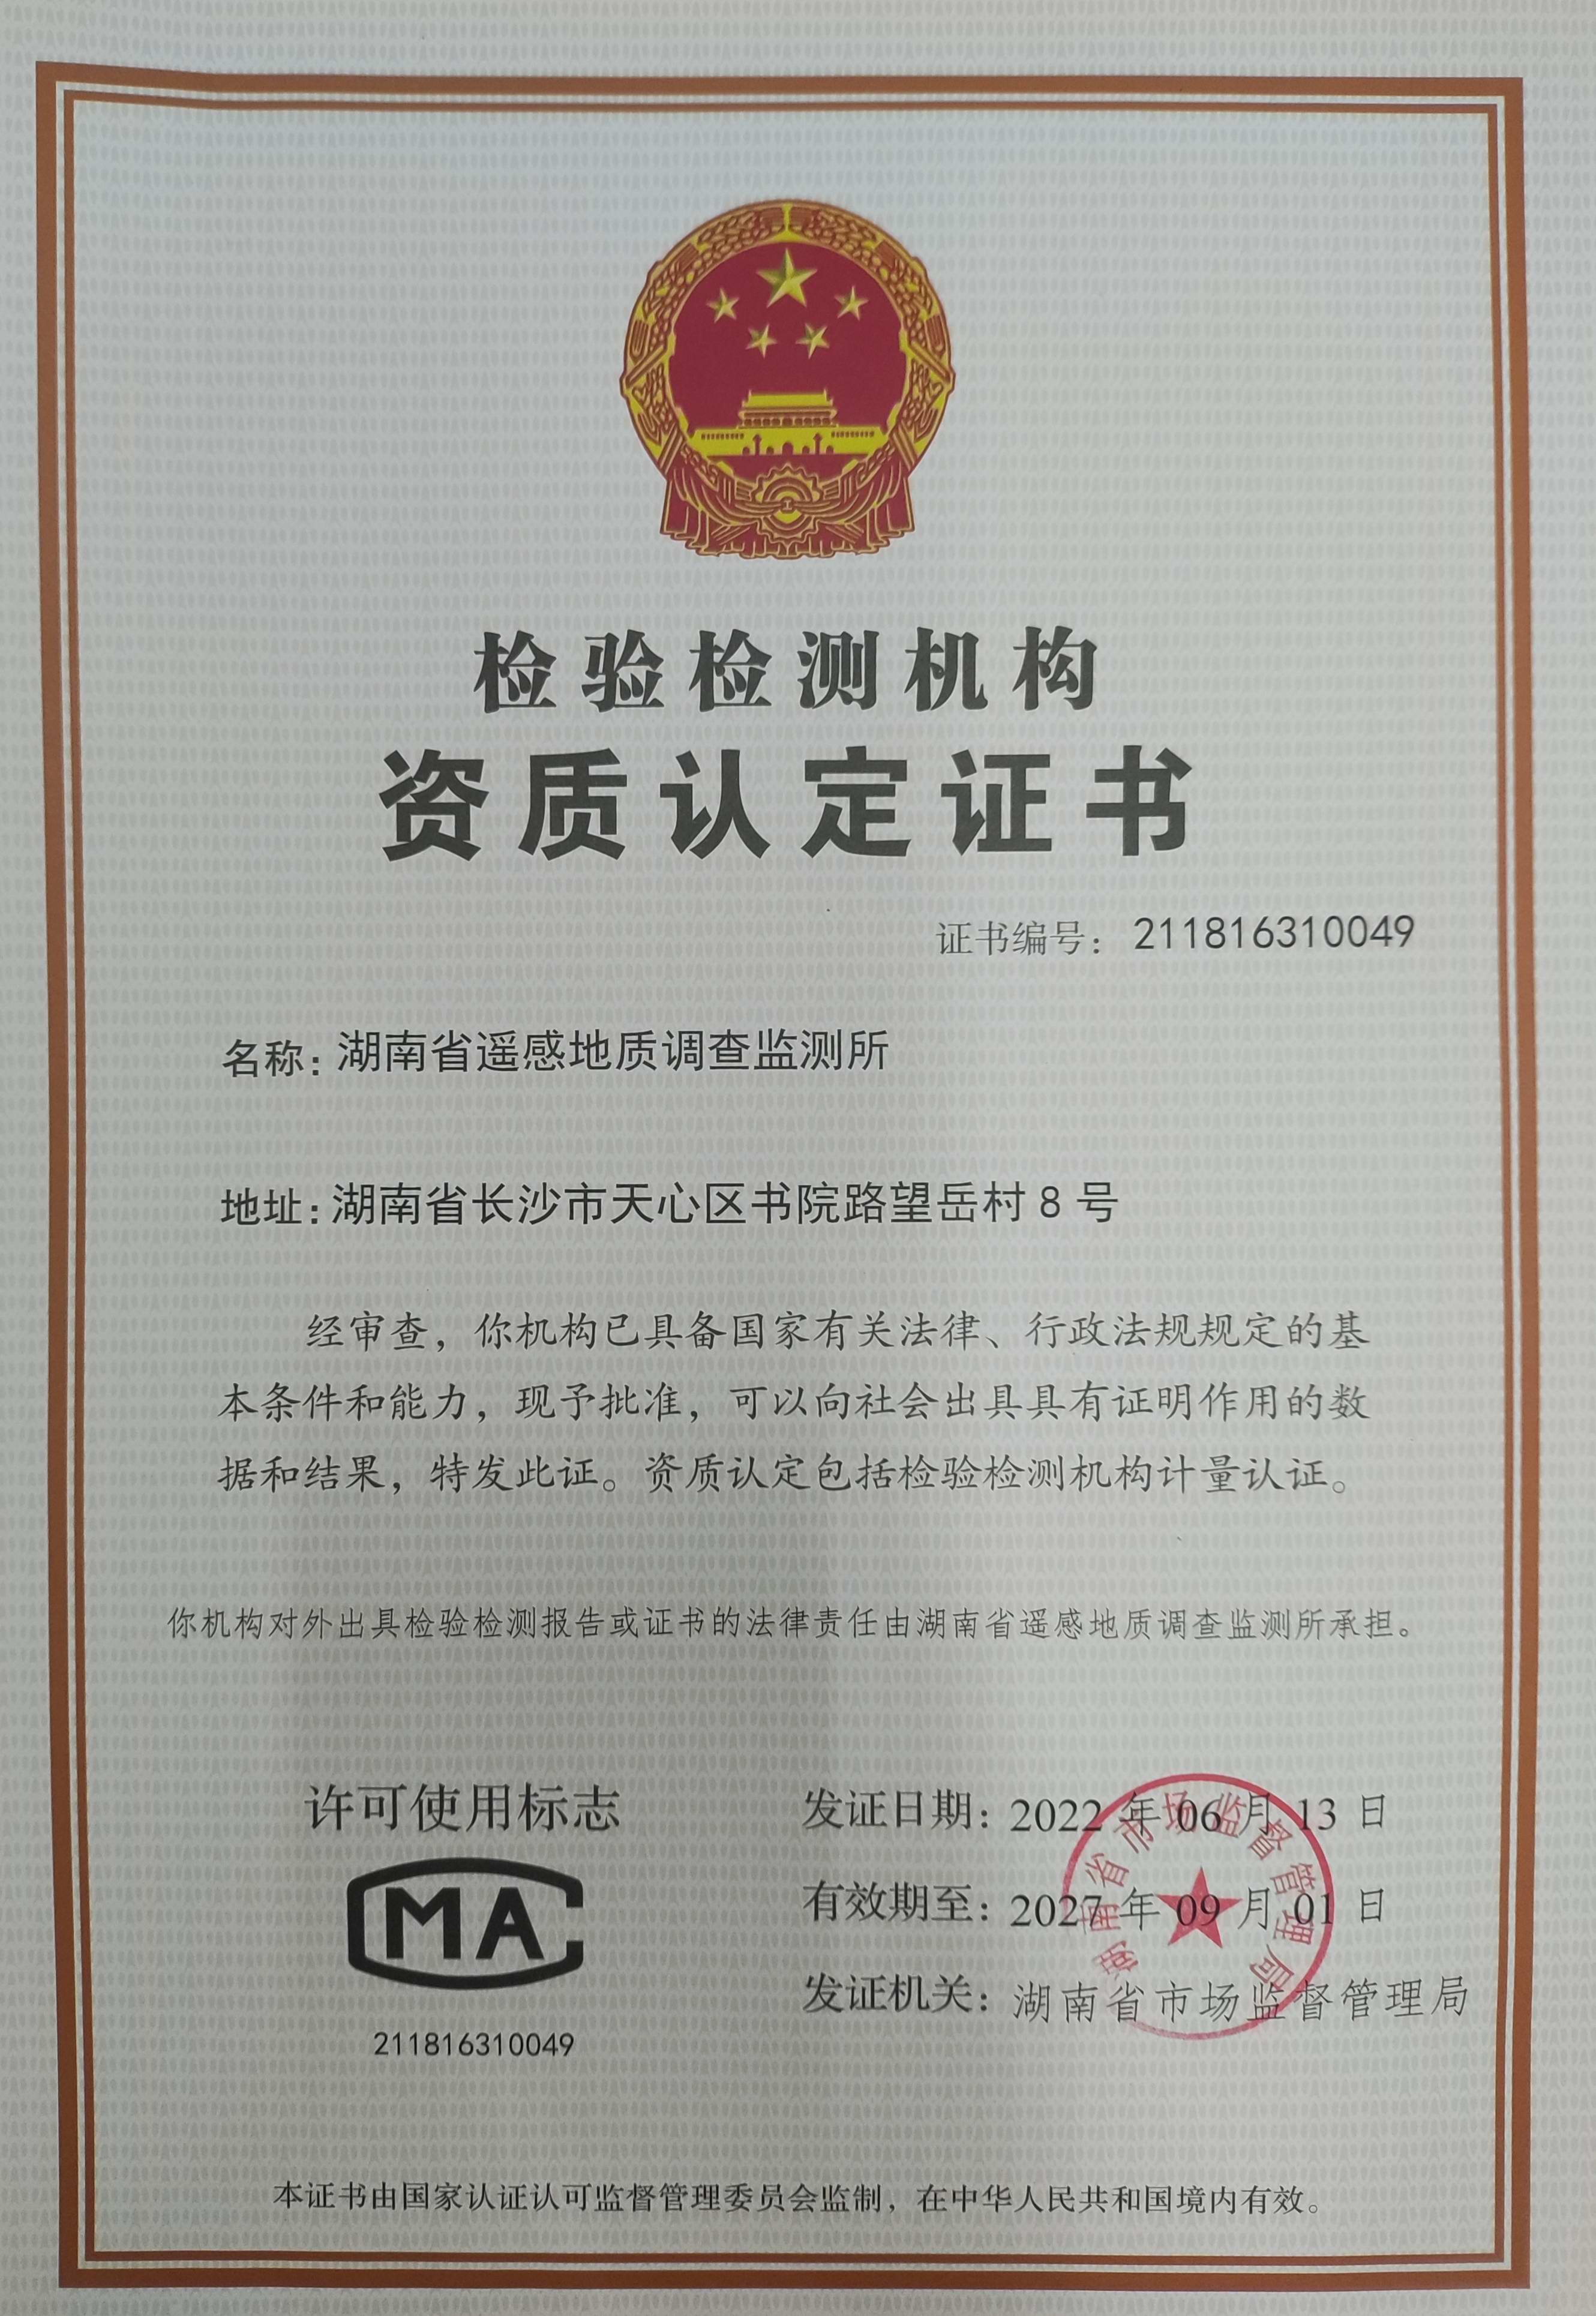 检验检测机构
资质认定证书
证书编号：211816310049
名称：湖南省遥感地质调查监测所
地址：湖南省长沙市天心区书院路望岳村8号
经审查，你机构已具备国家有关法律、行政法规规定的基
本条件和能力，现予批准，可以向社会出具具有证明作用的数
据和结果，特发此证。资质认定包括检验检测机构计量认证。
你机构对外出具检验检测报告或证书的法律责任由湖南省遥感地质调查监测所承担。
许可使用标志
MA
211816310049
发证日期：2022年06月13日
有效期至：2027年09月01日
发证机关：湖南省市场监督管理局
湖南省市场监督管理局
本证书由国家认证认可监督管理委员会监制，在中华人民共和国境内有效。